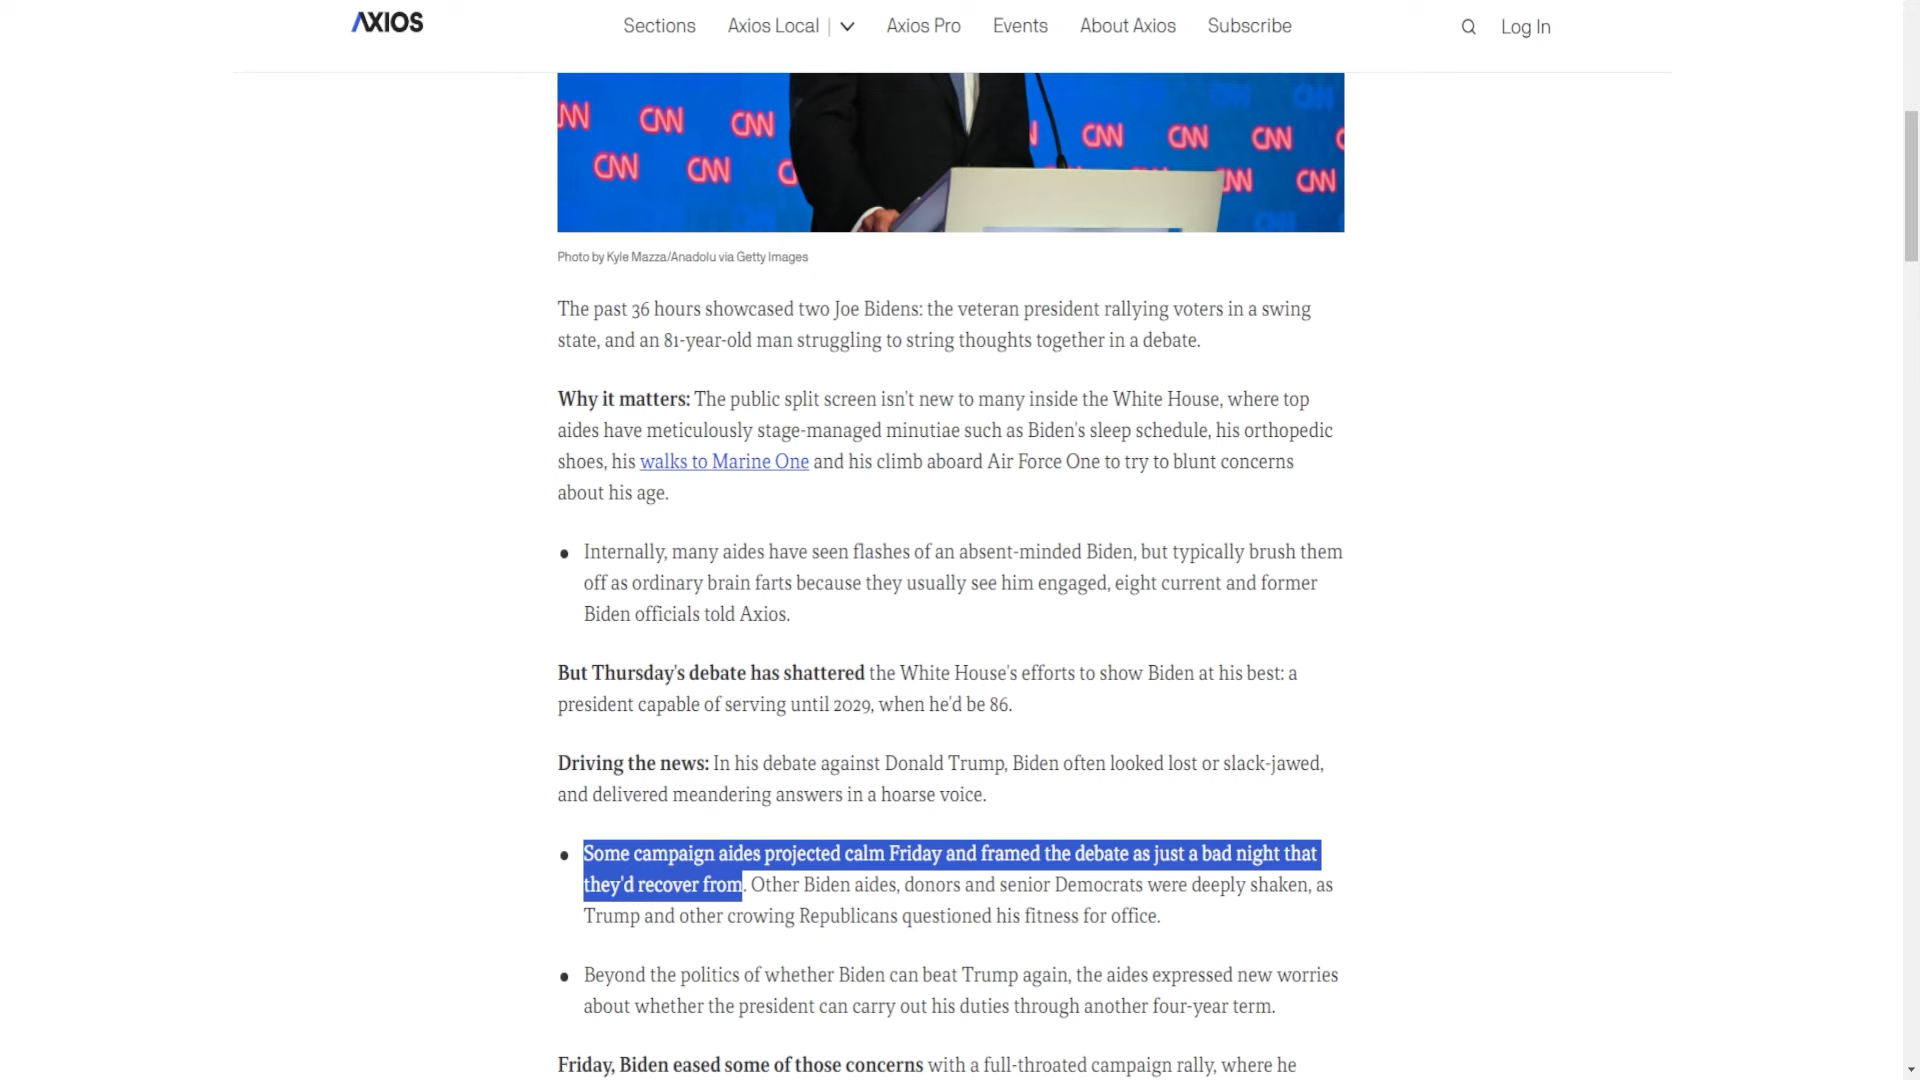 AXIOS
Sections
Axios Local
Axios Pro
Events
About Axios
Subscribe
Log In
CNN CNN CNN CNN CNN
CNN CNN CNN CNN
Photo by Kyle Mazza/Anadolu via Getty Images
The past 36 hours showcased two Joe Bidens: the veteran president rallying voters in a swing
state, and an 81-year-old man struggling to string thoughts together in a debate.
Why it matters: The public split screen isn't new to many inside the White House, where top
aides have meticulously stage-managed minutiae such as Biden's sleep schedule, his orthopedic
shoes, his walks to Marine One and his climb aboard Air Force One to try to blunt concerns
about his age.
• Internally, many aides have seen flashes of an absent-minded Biden, but typically brush them
off as ordinary brain farts because they usually see him engaged, eight current and former
Biden officials told Axios.
But Thursday's debate has shattered the White House's efforts to show Biden at his best: a
president capable of serving until 2029, when he'd be 86.
Driving the news: In his debate against Donald Trump, Biden often looked lost or slack-jawed,
and delivered meandering answers in a hoarse voice.
• Some campaign aides projected calm Friday and framed the debate as just a bad night that
they'd recover from. Other Biden aides, donors and senior Democrats were deeply shaken, as
Trump and other crowing Republicans questioned his fitness for office.
• Beyond the politics of whether Biden can beat Trump again, the aides expressed new worries
about whether the president can carry out his duties through another four-year term.
Friday, Biden eased some of those concerns with a full-throated campaign rally, where he